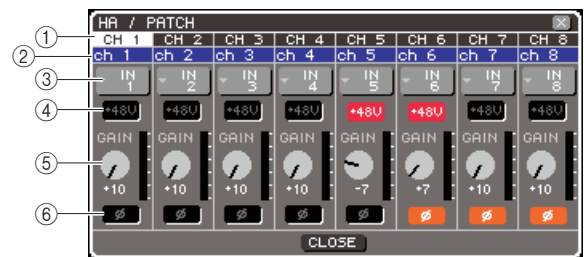 HA / PATCH
① CH 1 CH 2 CH 3 CH 4 CH 5 CH 6 CH 7 CH 8
② ch 1 ch 2 ch 3 ch 4 ch 5 ch 6 ch 7 ch 8
③ IN 1 IN 2 IN 3 IN 4 IN 5 IN 6 IN 7 IN 8
④ +48V +48V +48V +48V +48V +48V +48V +48V
⑤ GAIN GAIN GAIN GAIN GAIN GAIN GAIN GAIN
+10 +10 +10 +10 -7 +7 +10 +10
⑥ ø ø ø ø ø ø ø ø
CLOSE